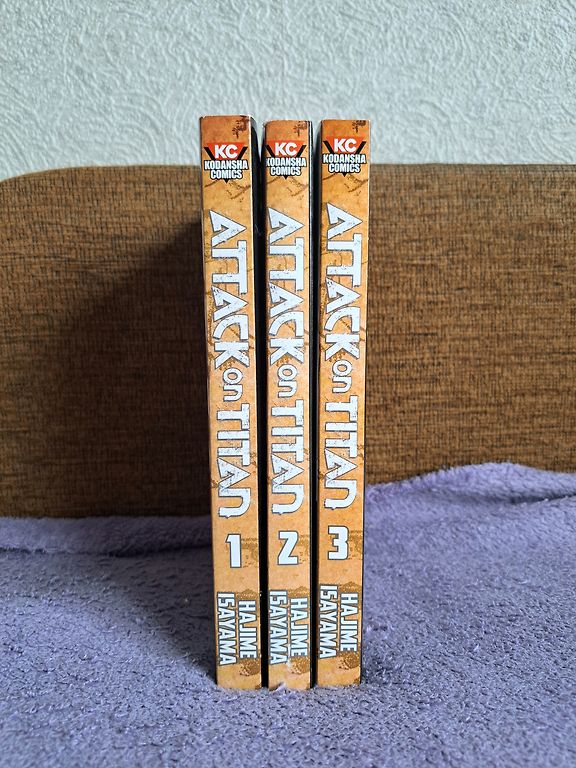 KC
KODANSHA
COMICS
ATTACK ON TITAN
1
HAJIME
ISAYAMA
KC
KODANSHA
COMICS
ATTACK ON TITAN
2
HAJIME
ISAYAMA
KC
KODANSHA
COMICS
ATTACK ON TITAN
3
HAJIME
ISAYAMA